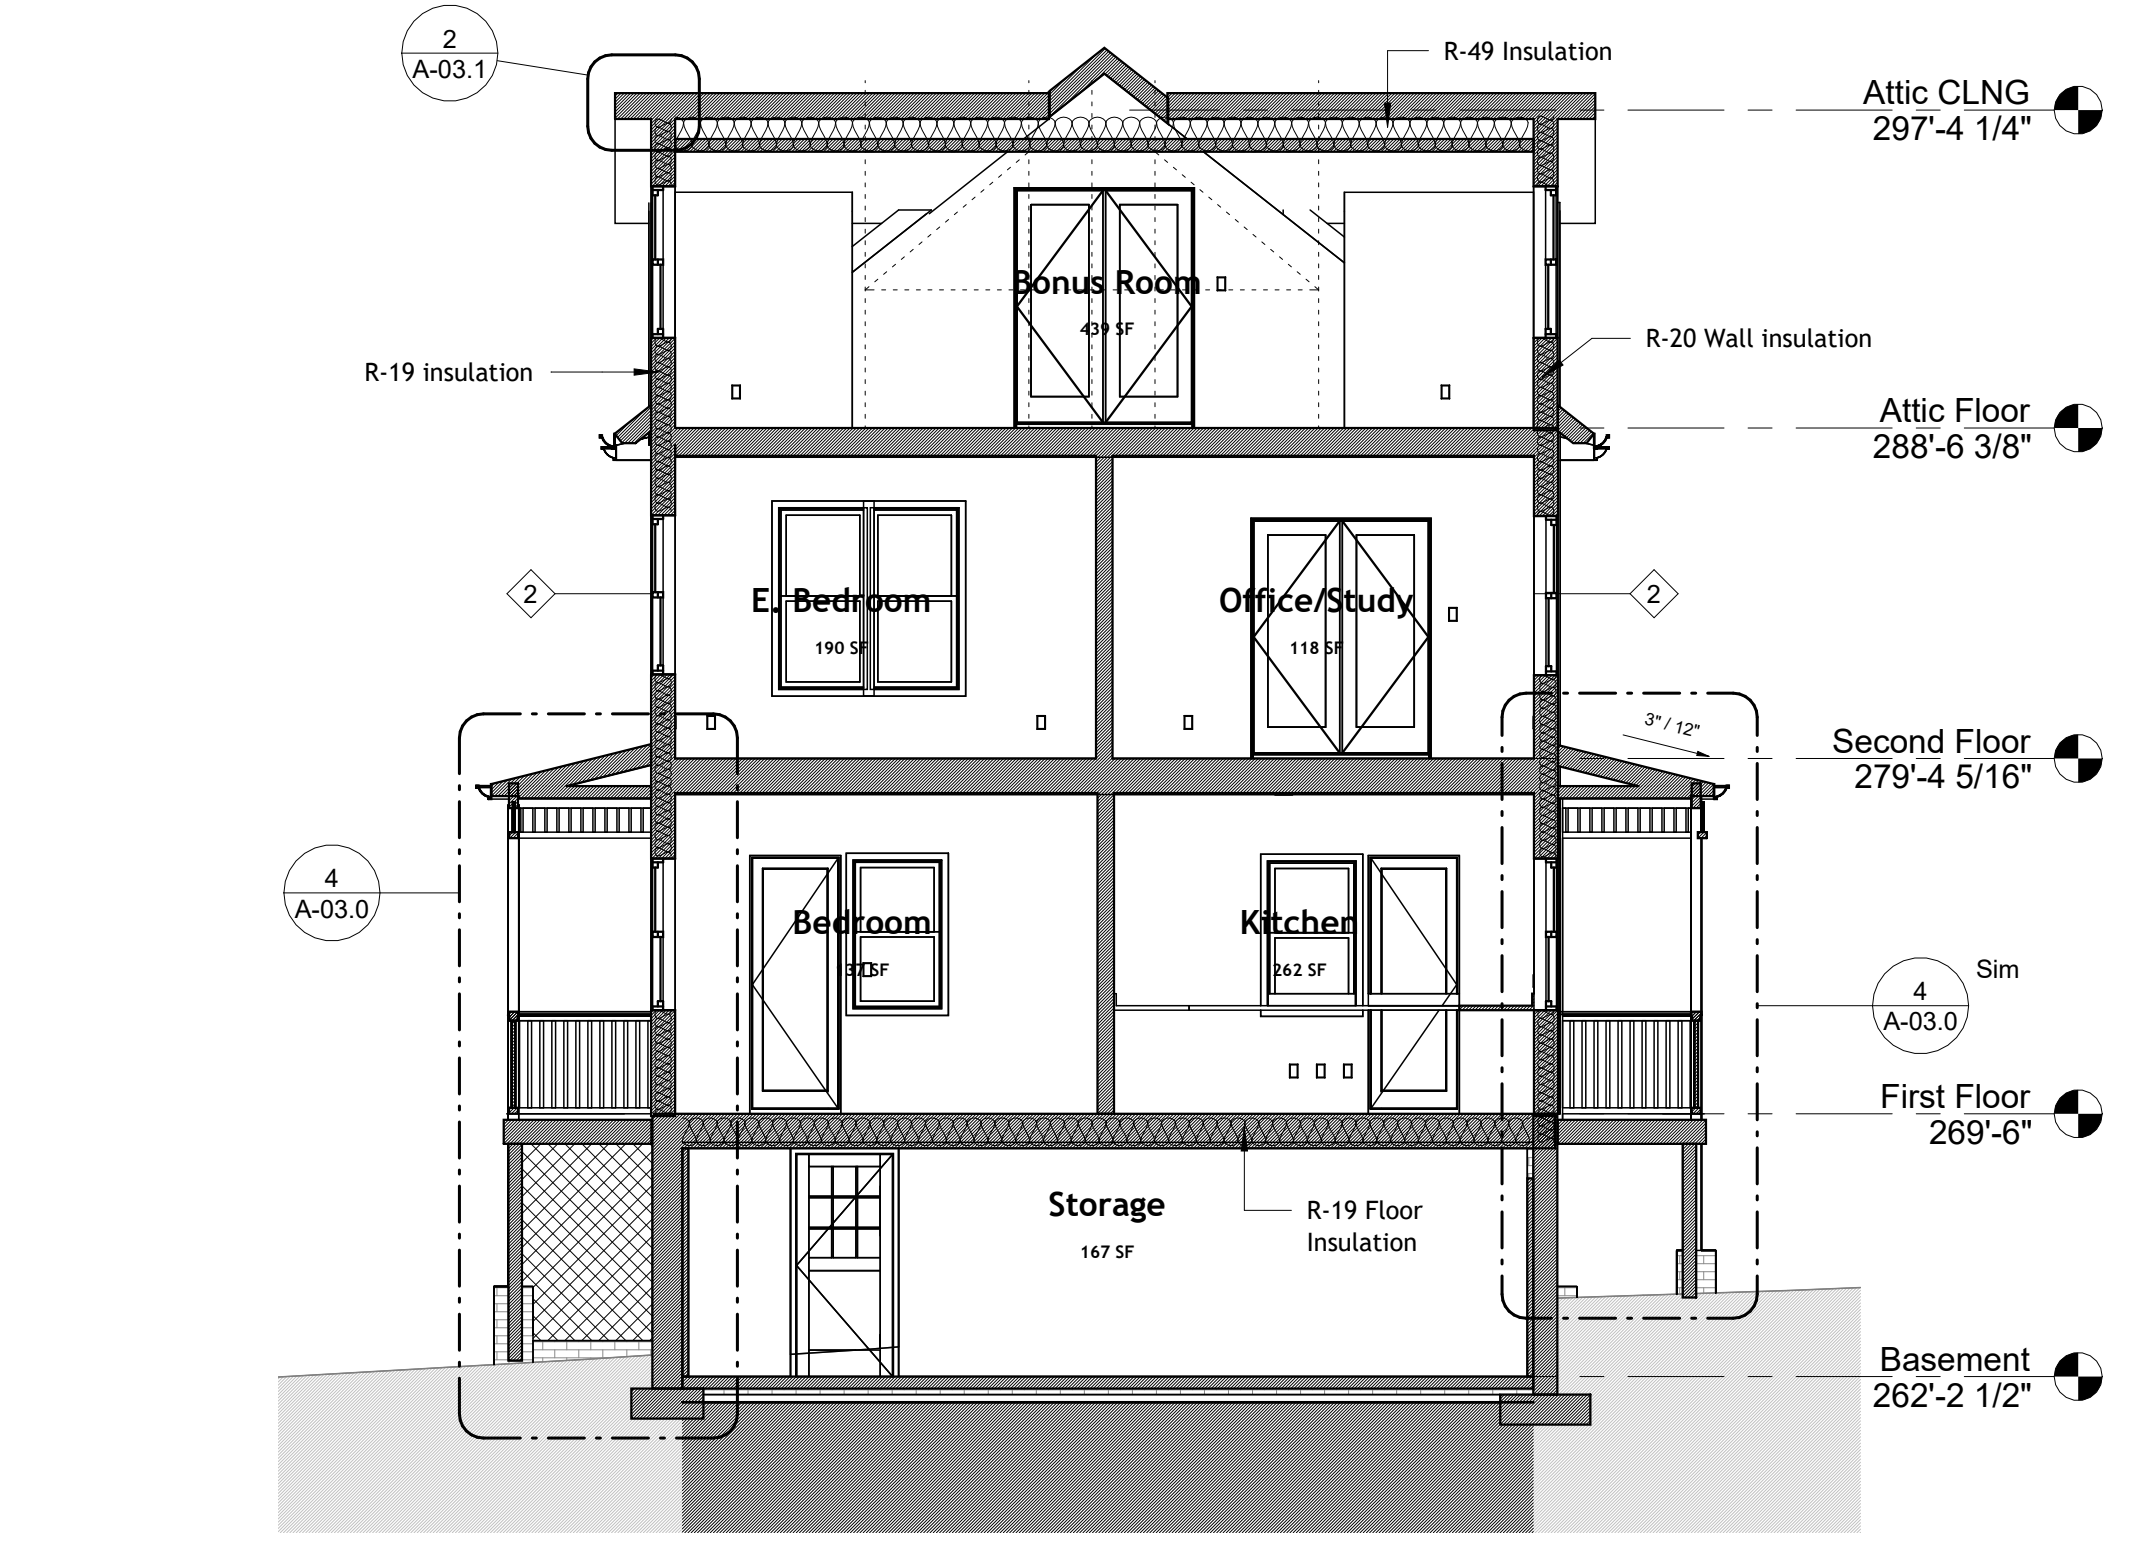 2
A-03.1
R-49 Insulation
Attic CLNG
297'-4 1/4"
Bonus Room
439 SF
R-19 insulation
R-20 Wall insulation
Attic Floor
288'-6 3/8"
2
E. Bedroom
190 SF
Office/Study
118 SF
2
3" / 12"
Second Floor
279'-4 5/16"
4
A-03.0
Bedroom
37 SF
Kitchen
262 SF
Sim
4
A-03.0
First Floor
269'-6"
Storage
167 SF
R-19 Floor
Insulation
Basement
262'-2 1/2"